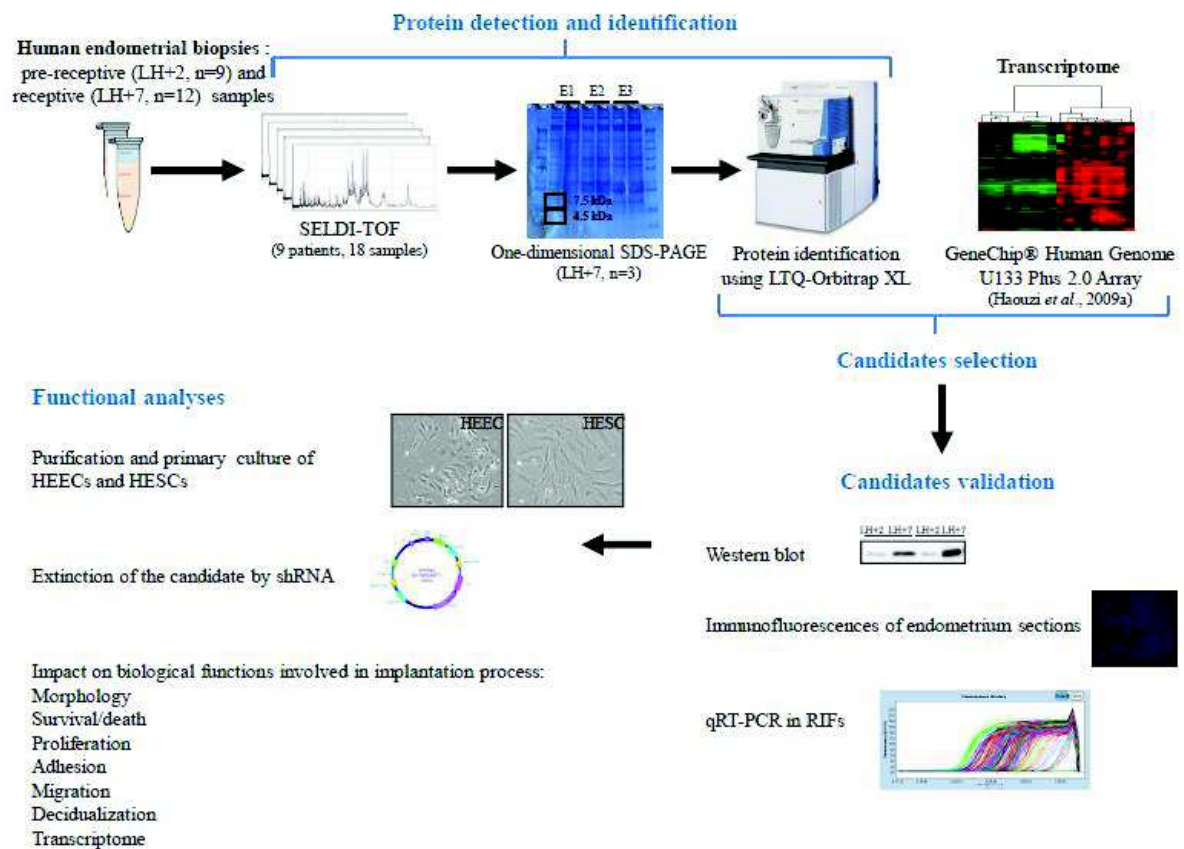 Protein detection and identification
Human endometrial biopsies :
pre-receptive (LH+2, n=9) and
receptive (LH+7, n=12) samples
E1 E2 E3
Transcriptome
7.5 kDa
4.5 kDa
SELDI-TOF
(9 patients, 18 samples)
One-dimensional SDS-PAGE
(LH+7, n=3)
Protein identification
using LTQ-Orbitrap XL
GeneChip® Human Genome
U133 Plus 2.0 Array
(Haouzi et al., 2009a)
Candidates selection
Functional analyses
HEEC
HESC
Purification and primary culture of
HEECs and HESCs
Candidates validation
LH+2 LH+7 LH+2 LH+7
Western blot
Extinction of the candidate by shRNA
Immunofluorescences of endometrium sections
Impact on biological functions involved in implantation process:
Morphology
Survival/death
Proliferation
Adhesion
Migration
Decidualization
Transcriptome
qRT-PCR in RIFs